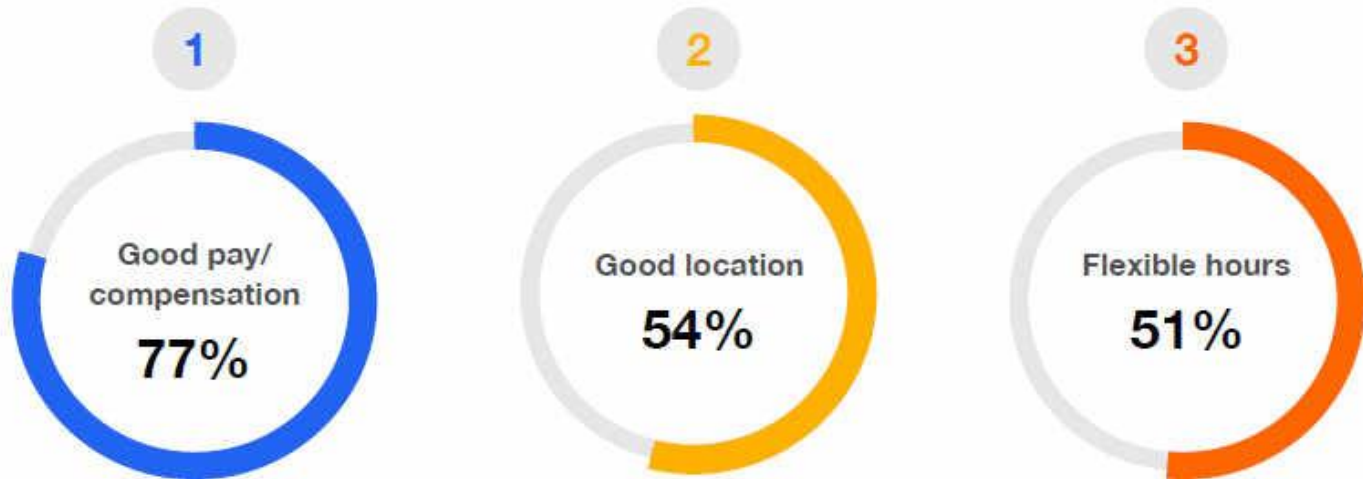 1
Good pay/
compensation
77%
2
Good location
54%
3
Flexible hours
51%